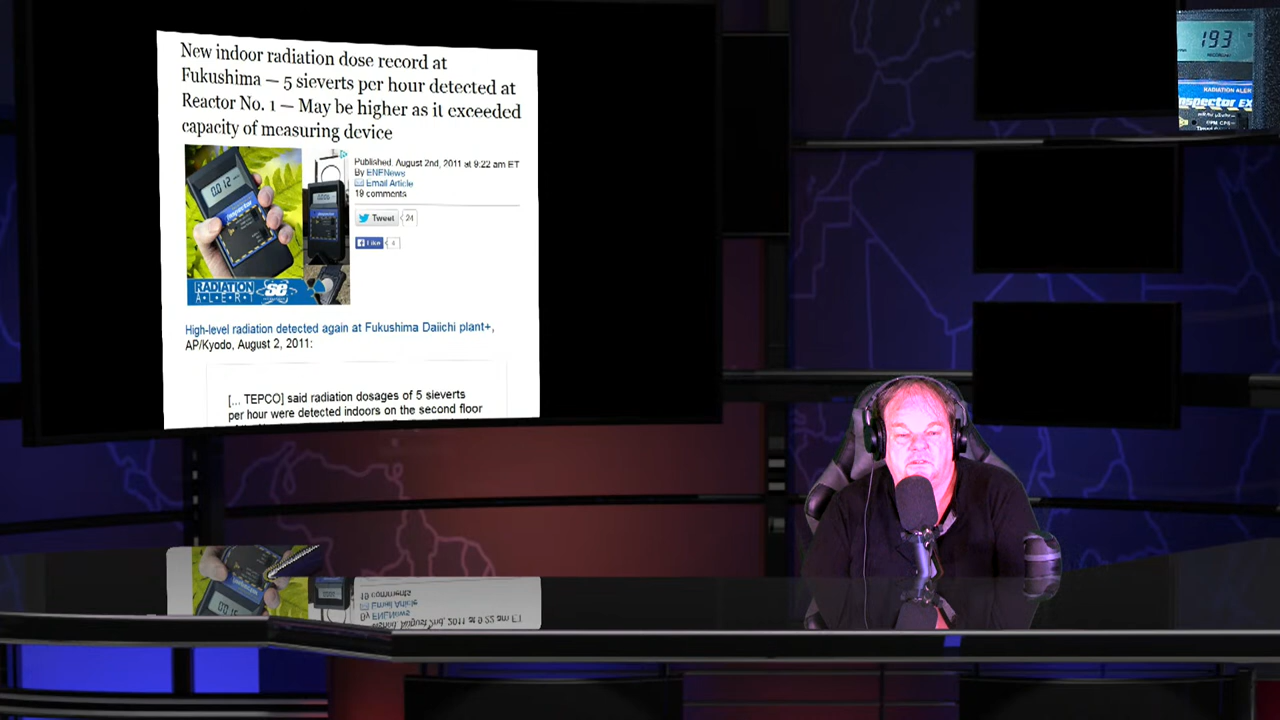 New indoor radiation dose record at
Fukushima — 5 sieverts per hour detected at
Reactor No. 1 — May be higher as it exceeded
capacity of measuring device
Published: August 2nd, 2011 at 9:22 am ET
By ENENews
Email Article
19 comments
Tweet 24
Like 4
0.012
RADIATION
ALERT
High-level radiation detected again at Fukushima Daiichi plant+,
AP/Kyodo, August 2, 2011:
[... TEPCO] said radiation dosages of 5 sieverts
per hour were detected indoors on the second floor
193
RADIATION ALER
nspector EX